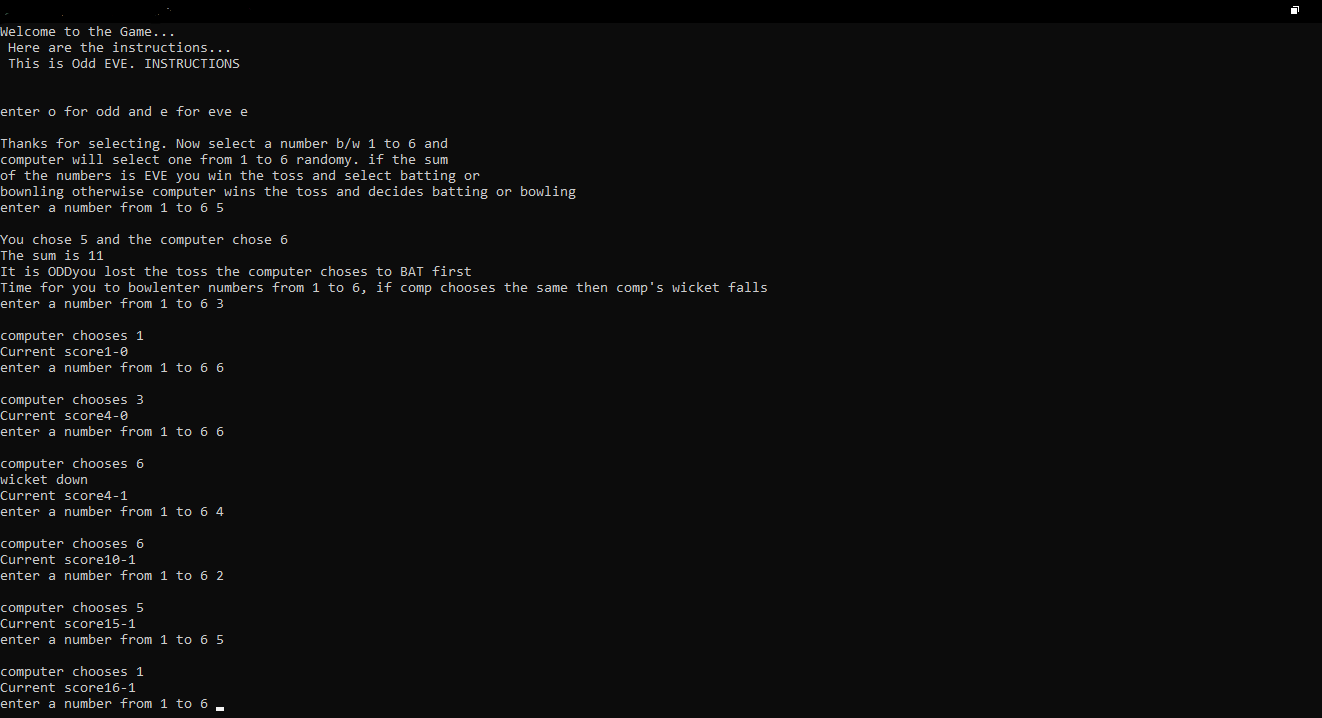 Welcome to the Game...
Here are the instructions...
This is Odd EVE. INSTRUCTIONS
enter o for odd and e for eve e
Thanks for selecting. Now select a number b/w 1 to 6 and
computer will select one from 1 to 6 randomy. if the sum
of the numbers is EVE you win the toss and select batting or
bownling otherwise computer wins the toss and decides batting or bowling
enter a number from 1 to 6 5
You chose 5 and the computer chose 6
The sum is 11
It is ODDyou lost the toss the computer choses to BAT first
Time for you to bowlenter numbers from 1 to 6, if comp chooses the same then comp's wicket falls
enter a number from 1 to 6 3
computer chooses 1
Current score1-0
enter a number from 1 to 6 6
computer chooses 3
Current score4-0
enter a number from 1 to 6 6
computer chooses 6
wicket down
Current score4-1
enter a number from 1 to 6 4
computer chooses 6
Current score10-1
enter a number from 1 to 6 2
computer chooses 5
Current score15-1
enter a number from 1 to 6 5
computer chooses 1
Current score16-1
enter a number from 1 to 6